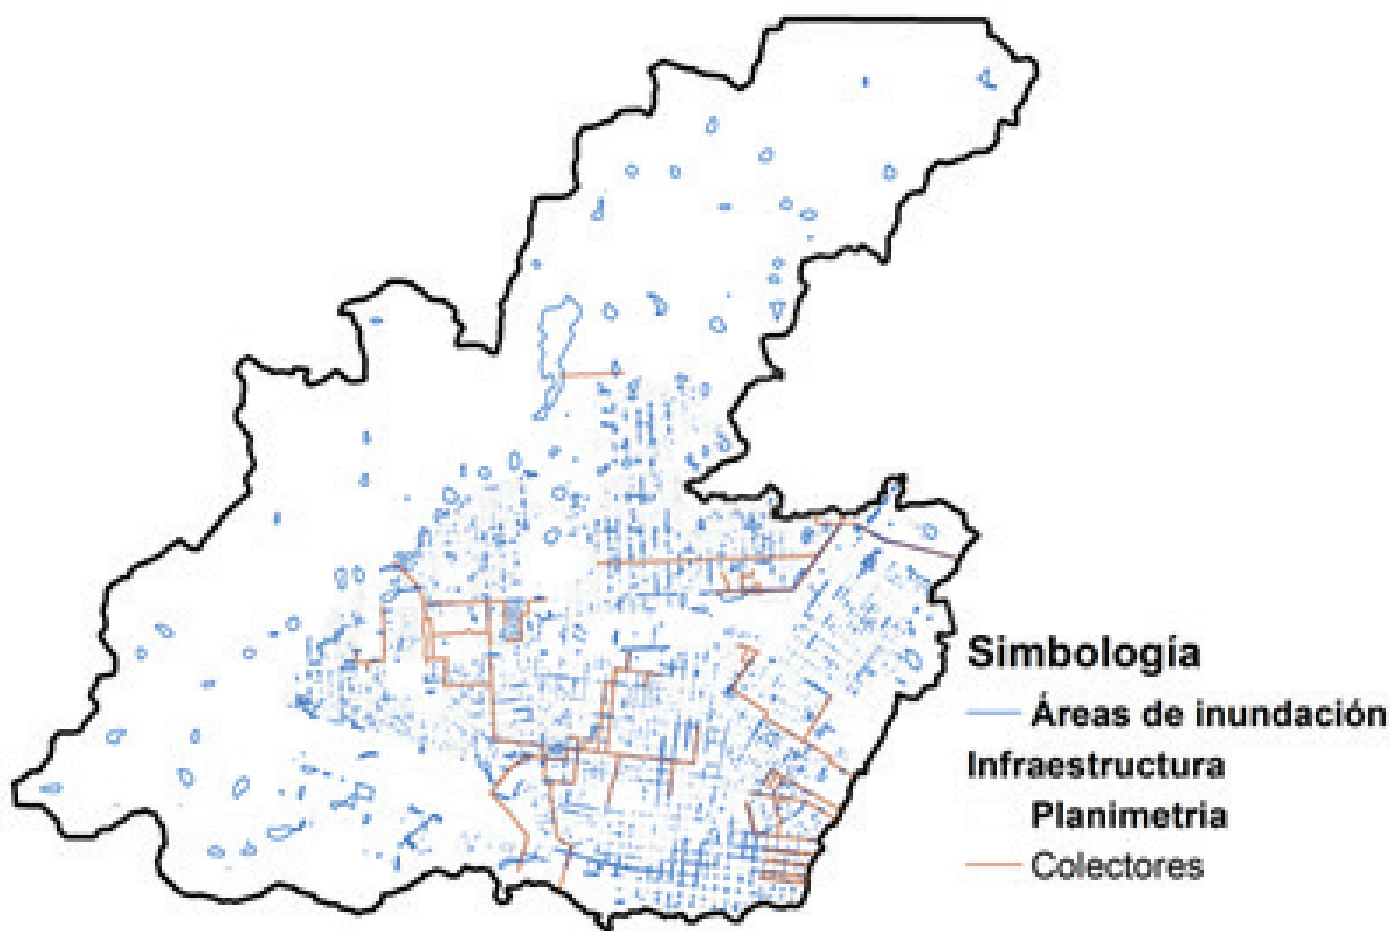 Simbología
Áreas de inundación
Infraestructura
Planimetria
Colectores